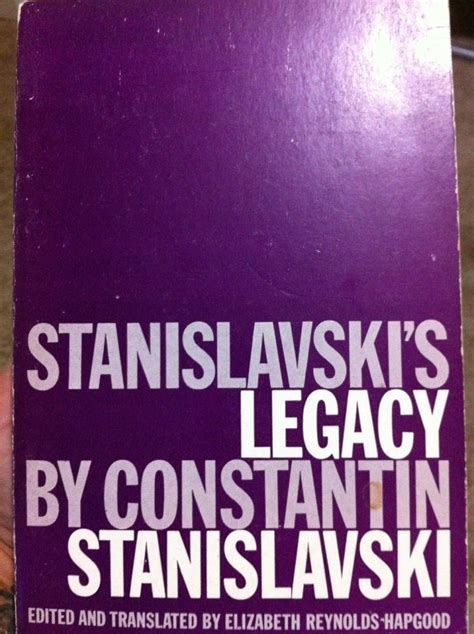 STANISLAVSKI'S
LEGACY
BY CONSTANTIN
STANISLAVSKI
EDITED AND TRANSLATED BY ELIZABETH REYNOLDS-HAPGOOD